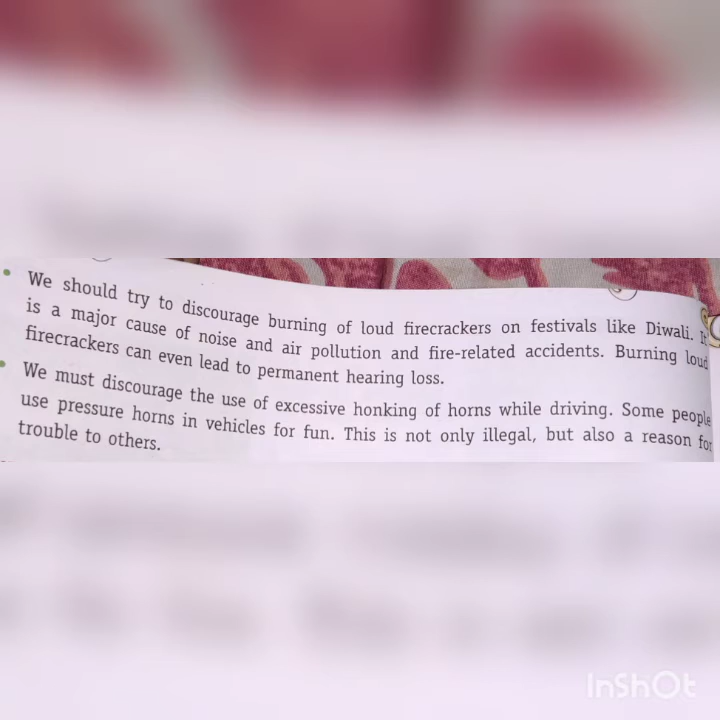 • We should try to discourage burning of loud firecrackers on festivals like Diwali. It
is a major cause of noise and air pollution and fire-related accidents. Burning loud
firecrackers can even lead to permanent hearing loss.
• We must discourage the use of excessive honking of horns while driving. Some people
use pressure horns in vehicles for fun. This is not only illegal, but also a reason for
trouble to others.
InShOt